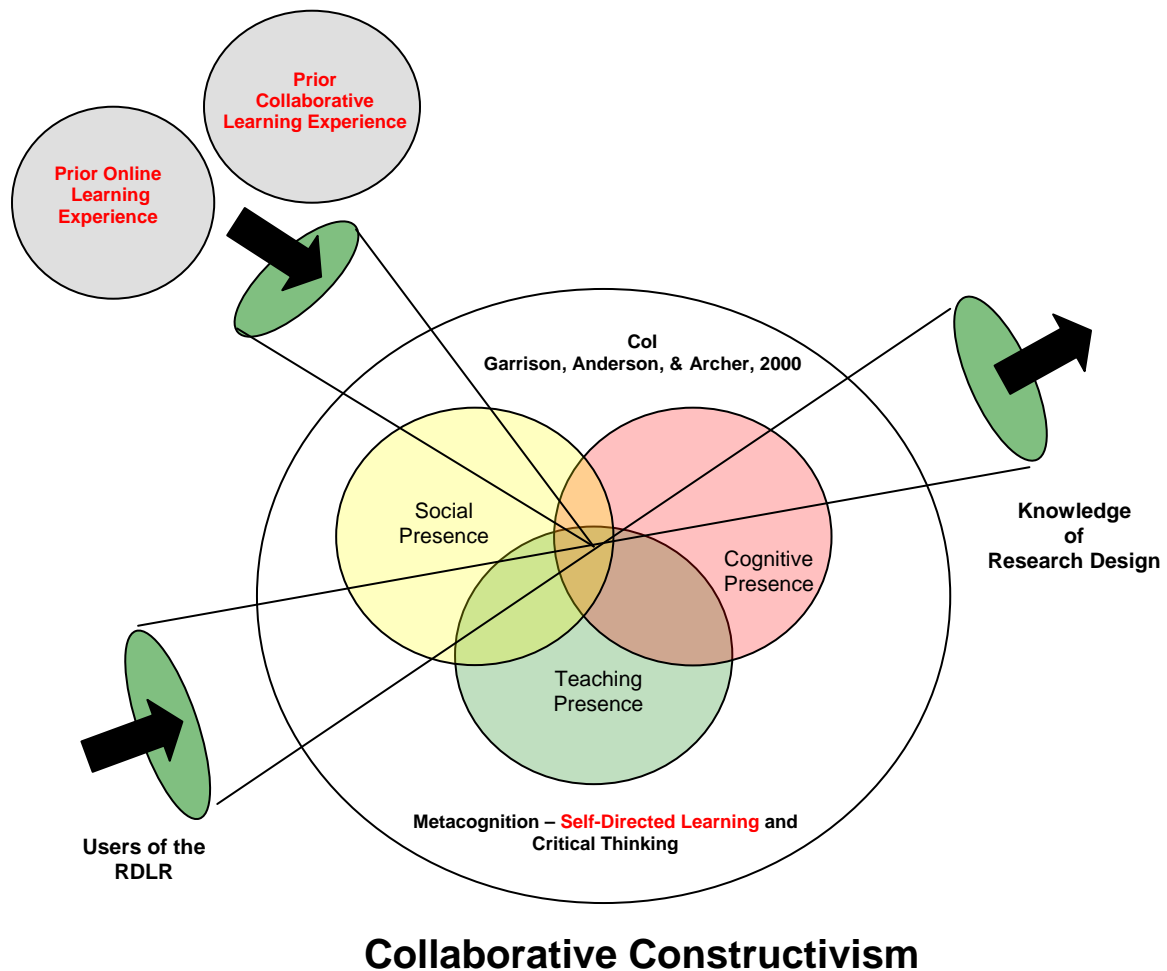 Prior
Collaborative
Learning Experience
Prior Online
Learning
Experience
CoI
Garrison, Anderson, & Archer, 2000
Social
Presence
Cognitive
Presence
Knowledge
of
Research Design
Teaching
Presence
Metacognition – Self-Directed Learning and
Critical Thinking
Users of the
RDLR
Collaborative Constructivism